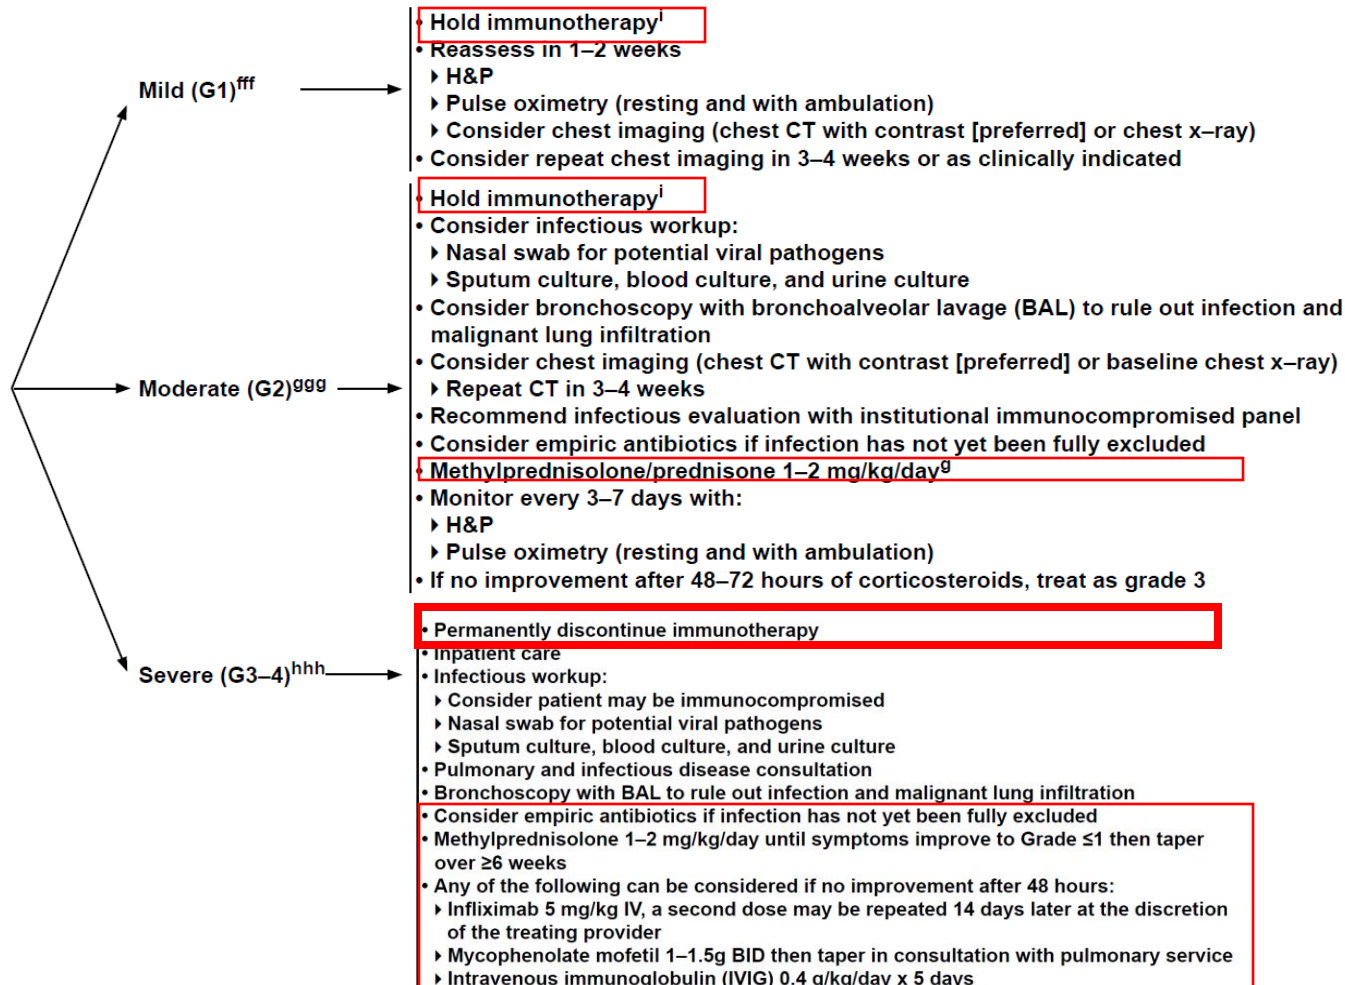 Mild (G1)fff
• Hold immunotherapyi
• Reassess in 1–2 weeks
▸ H&P
▸ Pulse oximetry (resting and with ambulation)
▸ Consider chest imaging (chest CT with contrast [preferred] or chest x–ray)
• Consider repeat chest imaging in 3–4 weeks or as clinically indicated
Moderate (G2)ggg
• Hold immunotherapyi
• Consider infectious workup:
▸ Nasal swab for potential viral pathogens
▸ Sputum culture, blood culture, and urine culture
• Consider bronchoscopy with bronchoalveolar lavage (BAL) to rule out infection and
malignant lung infiltration
• Consider chest imaging (chest CT with contrast [preferred] or baseline chest x–ray)
▸ Repeat CT in 3–4 weeks
• Recommend infectious evaluation with institutional immunocompromised panel
• Consider empiric antibiotics if infection has not yet been fully excluded
• Methylprednisolone/prednisone 1–2 mg/kg/dayg
• Monitor every 3–7 days with:
▸ H&P
▸ Pulse oximetry (resting and with ambulation)
• If no improvement after 48–72 hours of corticosteroids, treat as grade 3
Severe (G3–4)hhh
• Permanently discontinue immunotherapy
• Inpatient care
• Infectious workup:
▸ Consider patient may be immunocompromised
▸ Nasal swab for potential viral pathogens
▸ Sputum culture, blood culture, and urine culture
• Pulmonary and infectious disease consultation
• Bronchoscopy with BAL to rule out infection and malignant lung infiltration
• Consider empiric antibiotics if infection has not yet been fully excluded
• Methylprednisolone 1–2 mg/kg/day until symptoms improve to Grade ≤1 then taper
over ≥6 weeks
• Any of the following can be considered if no improvement after 48 hours:
▸ Infliximab 5 mg/kg IV, a second dose may be repeated 14 days later at the discretion
of the treating provider
▸ Mycophenolate mofetil 1–1.5g BID then taper in consultation with pulmonary service
▸ Intravenous immunoglobulin (IVIG) 0.4 g/kg/day x 5 days